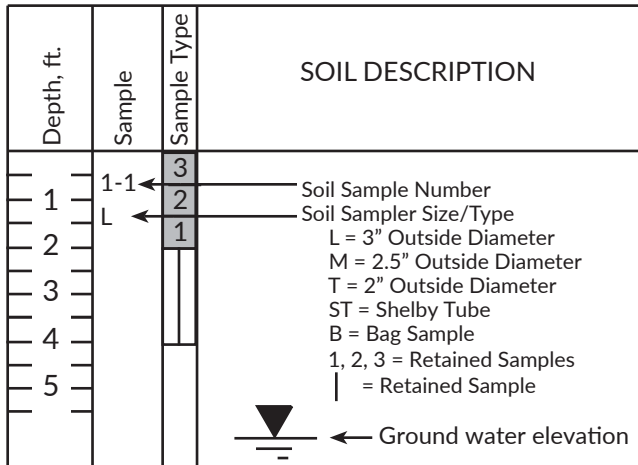 Depth, ft.
Sample
Sample Type
SOIL DESCRIPTION
3
1-1
Soil Sample Number
1
2
L
Soil Sampler Size/Type
1
L = 3” Outside Diameter
2
M = 2.5” Outside Diameter
T = 2” Outside Diameter
3
ST = Shelby Tube
B = Bag Sample
4
1, 2, 3 = Retained Samples
5
| = Retained Sample
Ground water elevation